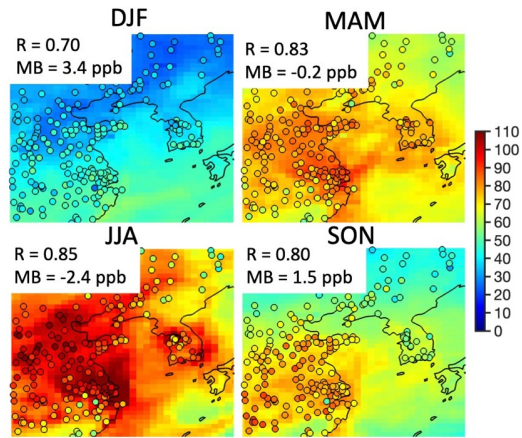 DJF
MAM
R = 0.70
MB = 3.4 ppb
R = 0.83
MB = -0.2 ppb
JJA
SON
R = 0.85
MB = -2.4 ppb
R = 0.80
MB = 1.5 ppb
110
100
90
80
70
60
50
40
30
20
10
0